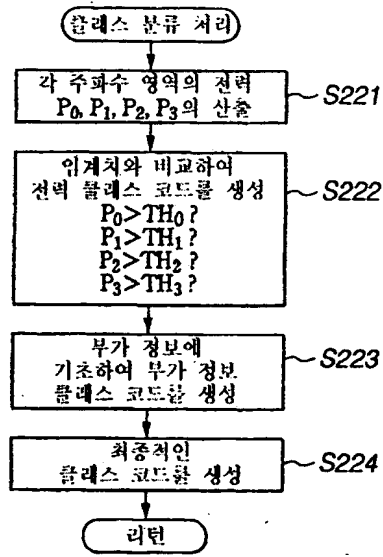 클래스 분류 처리
각 주파수 영역의 전력
P₀, P₁, P₂, P₃의 산출
S221
임계치와 비교하여
전력 클래스 코드를 생성
P₀>TH₀?
P₁>TH₁?
P₂>TH₂?
P₃>TH₃?
S222
부가 정보에
기초하여 부가 정보
클래스 코드를 생성
S223
최종적인
클래스 코드를 생성
S224
리턴